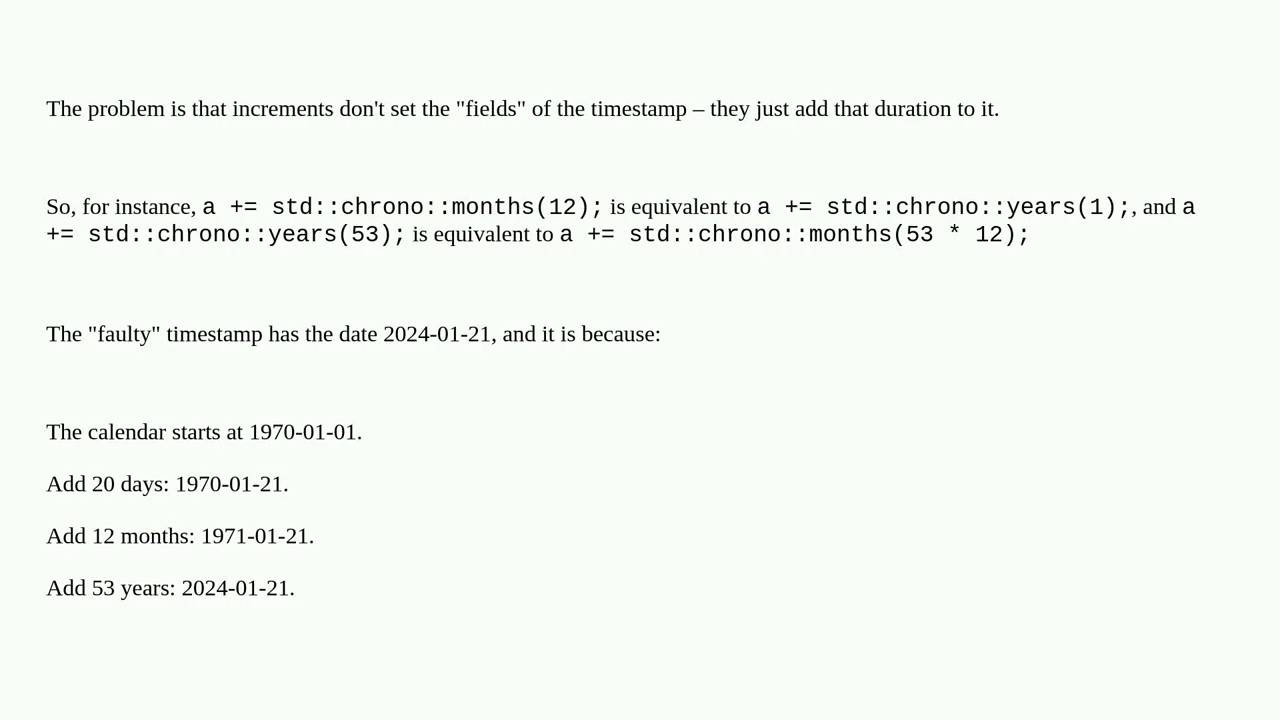 The problem is that increments don't set the "fields" of the timestamp – they just add that duration to it.
So, for instance, a += std::chrono::months(12); is equivalent to a += std::chrono::years(1);, and a
+= std::chrono::years(53); is equivalent to a += std::chrono::months(53 * 12);
The "faulty" timestamp has the date 2024-01-21, and it is because:
The calendar starts at 1970-01-01.
Add 20 days: 1970-01-21.
Add 12 months: 1971-01-21.
Add 53 years: 2024-01-21.